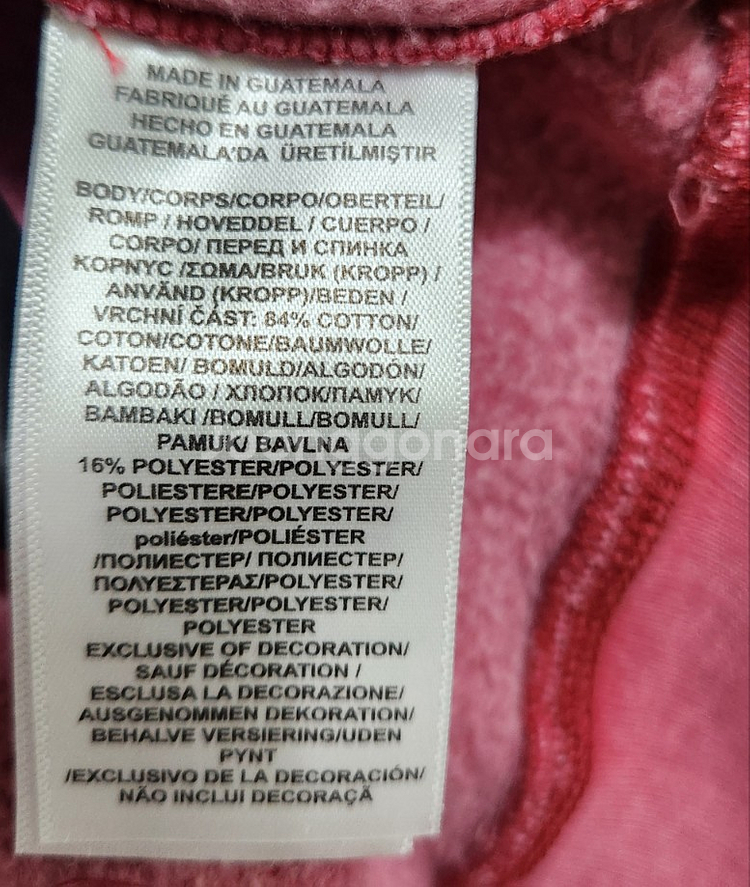 MADE IN GUATEMALA
FABRIQUÉ AU GUATEMALA
HECHO EN GUATEMALA
GUATEMALA'DA ÜRETİLMİŞTIR
BODY/CORPS/CORPO/OBERTEIL/
ROMP / HOVEDDEL / CUERPO /
CORPO/ ПЕРЕД И СПИНКА
КОРПУС /ΣΩΜΑ/BRUK (KROPP) /
ANVÄND (KROPP)/BEDEN /
VRCHNÍ ČÁST: 84% COTTON/
COTON/COTONE/BAUMWOLLE/
KATOEN/ BOMULD/ALGODÓN/
ALGODÃO / ХЛОПОК/ПАМУК/
BAMBAKI /BOMULL/BOMULL/
PAMUK/ BAVLNA
16% POLYESTER/POLYESTER/
POLIESTERE/POLYESTER/
POLYESTER/POLYESTER/
poliéster/POLIÉSTER
/ПОЛИЕСТЕР/ ПОЛИЕСТЕР/
ΠΟΛΥΕΣΤΕΡΑΣ/POLYESTER/
POLYESTER/POLYESTER/
POLYESTER
EXCLUSIVE OF DECORATION/
SAUF DÉCORATION /
ESCLUSA LA DECORAZIONE/
AUSGENOMMEN DEKORATION/
BEHALVE VERSIERING/UDEN
PYNT
/EXCLUSIVO DE LA DECORACIÓN/
NÃO INCLUI DECORAÇÃ